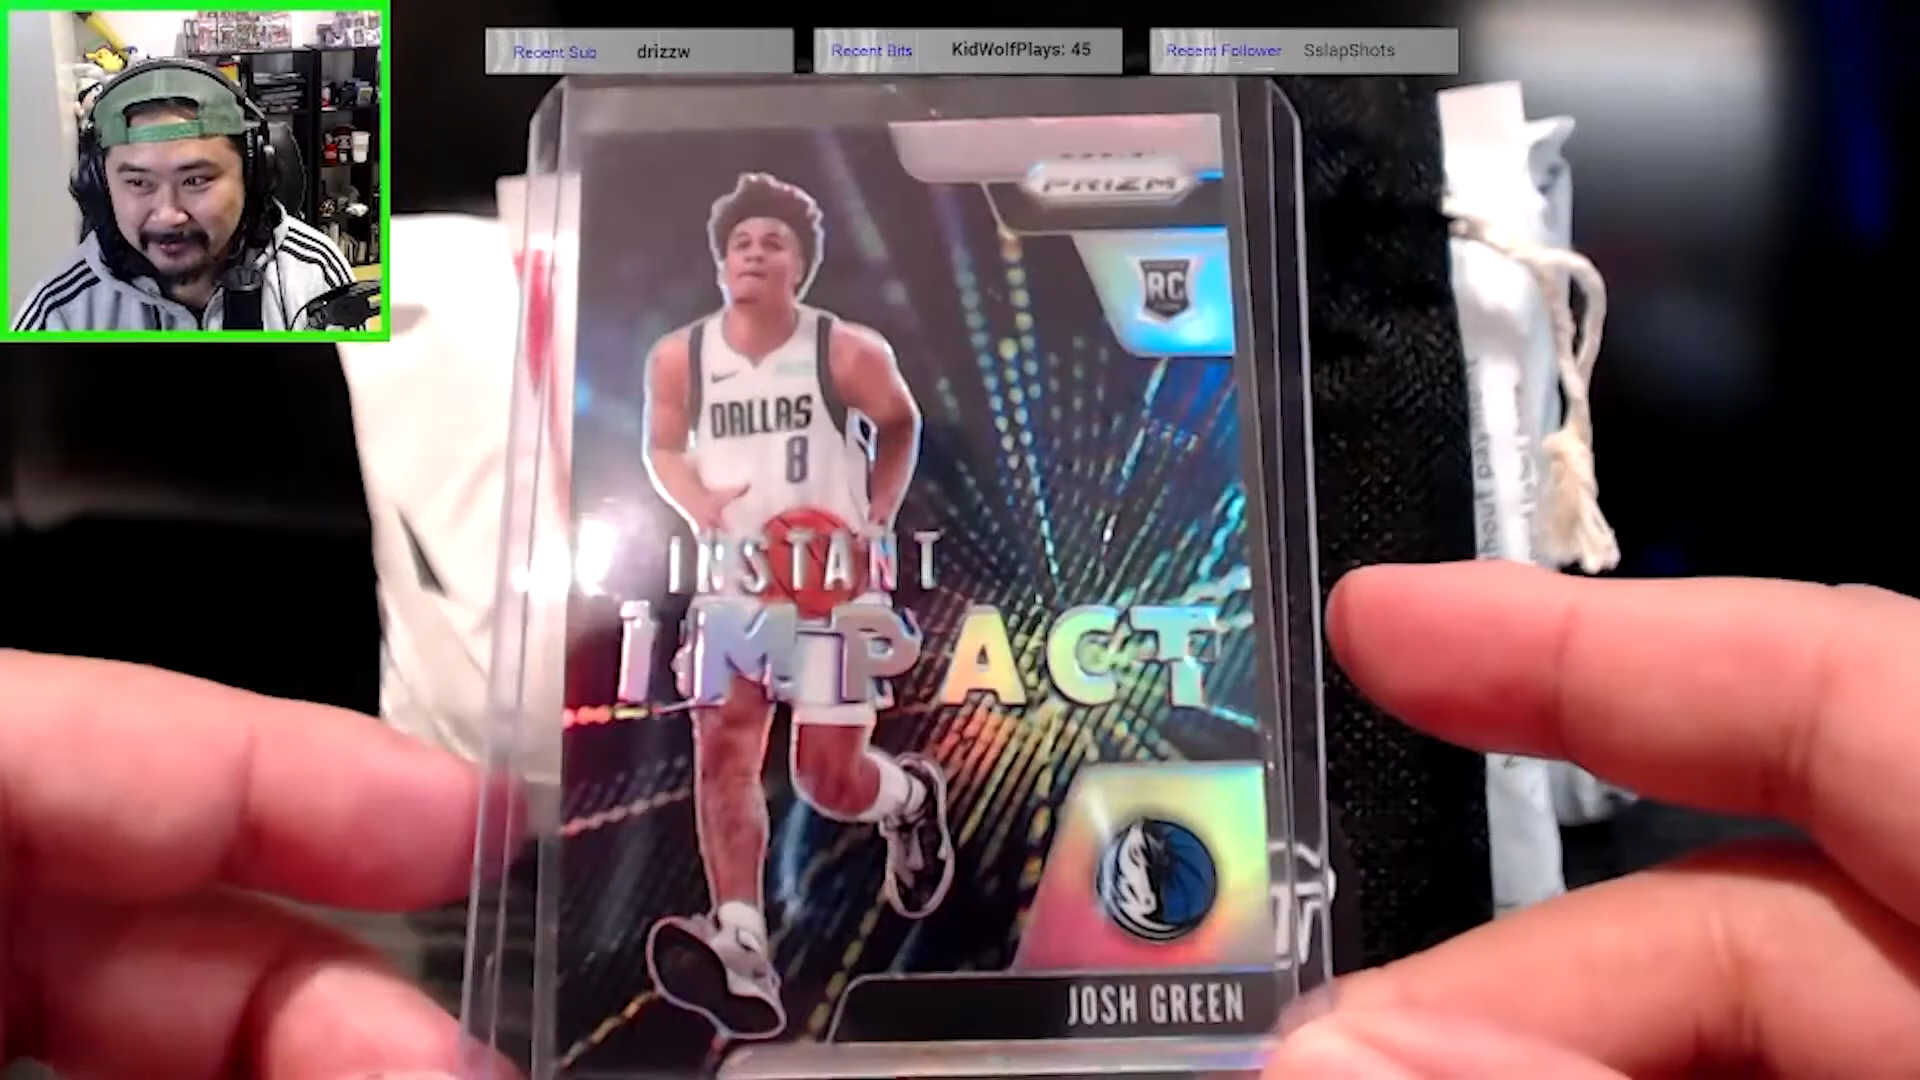 Recent Sub drizzw
Recent Bits KidWolfPlays: 45
Recent Follower SslapShots
PRIZM
RC
DALLAS
8
INSTANT
IMPACT
JOSH GREEN